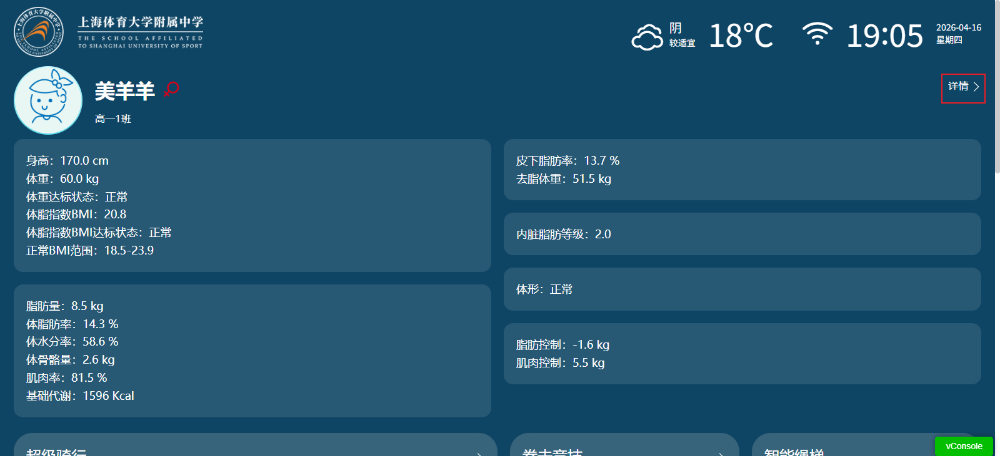 上海体育大学附属中学
THE SCHOOL AFFILIATED
TO SHANGHAI UNIVERSITY OF SPORT
阴
较适宜
18°C
19:05
2026-04-16
星期四
美羊羊
高一1班
详情
身高：170.0 cm
体重：60.0 kg
体重达标状态：正常
体脂指数BMI：20.8
体脂指数BMI达标状态：正常
正常BMI范围：18.5-23.9
脂肪量：8.5 kg
体脂肪率：14.3 %
体水分率：58.6 %
体骨骼量：2.6 kg
肌肉率：81.5 %
基础代谢：1596 Kcal
皮下脂肪率：13.7 %
去脂体重：51.5 kg
内脏脂肪等级：2.0
体形：正常
脂肪控制：-1.6 kg
肌肉控制：5.5 kg
超级骑行
拳击竞技
智能绳梯
vConsole